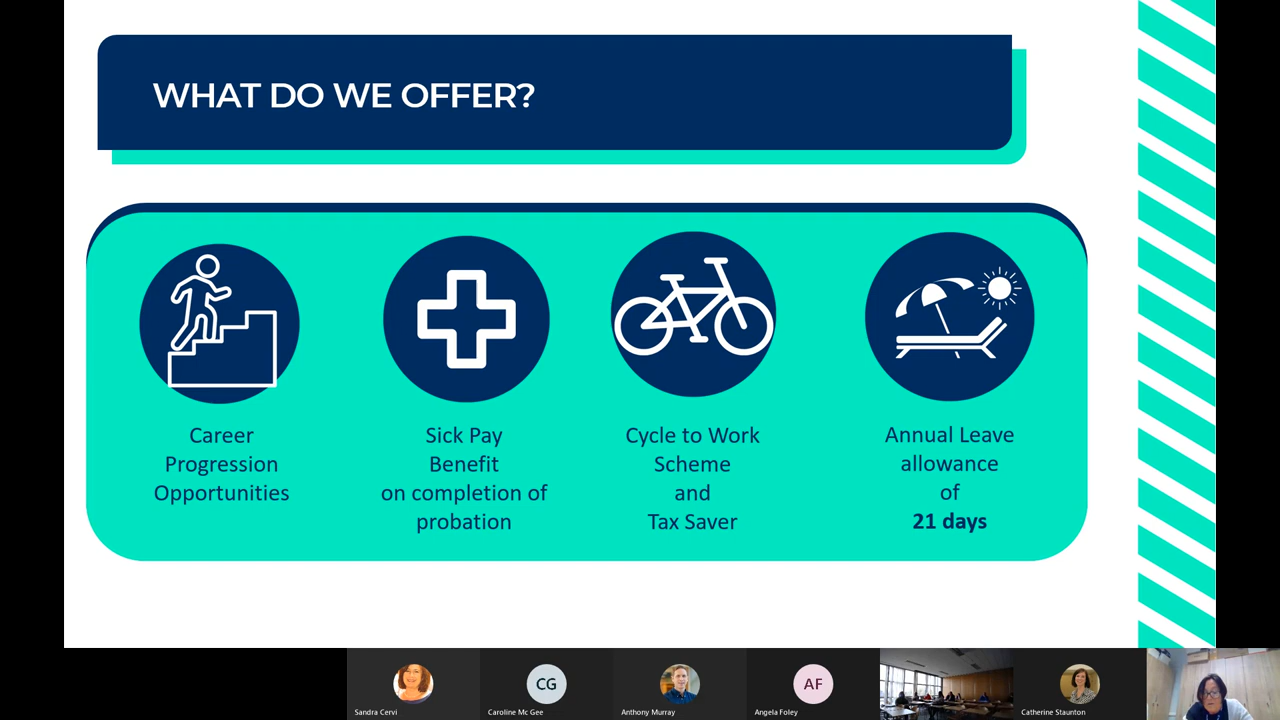 WHAT DO WE OFFER?
Career
Progression
Opportunities
Sick Pay
Benefit
on completion of
probation
Cycle to Work
Scheme
and
Tax Saver
Annual Leave
allowance
of
21 days
CG
AF
Sandra Cervi
Caroline Mc Gee
Anthony Murray
Angela Foley
Catherine Staunton